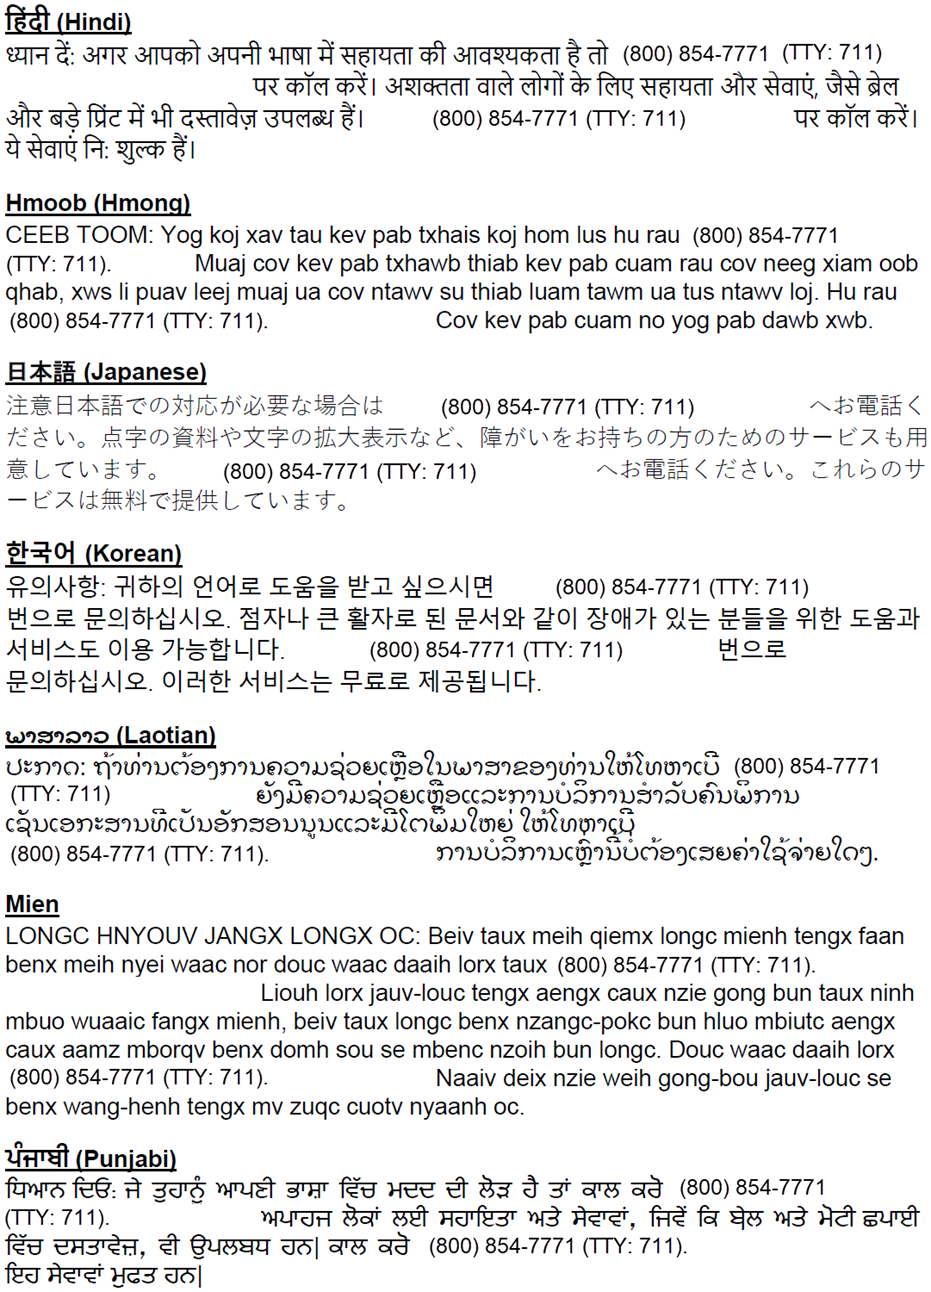 हिंदी (Hindi)
ध्यान दें: अगर आपको अपनी भाषा में सहायता की आवश्यकता है तो (800) 854-7771 (TTY: 711)
पर कॉल करें। अशक्तता वाले लोगों के लिए सहायता और सेवाएं, जैसे ब्रेल
और बड़े प्रिंट में भी दस्तावेज़ उपलब्ध हैं। (800) 854-7771 (TTY: 711) पर कॉल करें।
ये सेवाएं नि: शुल्क हैं।
Hmoob (Hmong)
CEEB TOOM: Yog koj xav tau kev pab txhais koj hom lus hu rau (800) 854-7771
(TTY: 711). Muaj cov kev pab txhawb thiab kev pab cuam rau cov neeg xiam oob
qhab, xws li puav leej muaj ua cov ntawv su thiab luam tawm ua tus ntawv loj. Hu rau
(800) 854-7771 (TTY: 711). Cov kev pab cuam no yog pab dawb xwb.
日本語 (Japanese)
注意日本語での対応が必要な場合は (800) 854-7771 (TTY: 711) へお電話く
ださい。点字の資料や文字の拡大表示など、障がいをお持ちの方のためのサービスも用
意しています。 (800) 854-7771 (TTY: 711) へお電話ください。これらのサ
ービスは無料で提供しています。
한국어 (Korean)
유의사항: 귀하의 언어로 도움을 받고 싶으시면 (800) 854-7771 (TTY: 711)
번으로 문의하십시오. 점자나 큰 활자로 된 문서와 같이 장애가 있는 분들을 위한 도움과
서비스도 이용 가능합니다. (800) 854-7771 (TTY: 711) 번으로
문의하십시오. 이러한 서비스는 무료로 제공됩니다.
ພາສາລາວ (Laotian)
ປະກາດ: ຖ້າທ່ານຕ້ອງການຄວາມຊ່ວຍເຫຼືອໃນພາສາຂອງທ່ານໃຫ້ໂທຫາເບີ (800) 854-7771
(TTY: 711) ຍັງມີຄວາມຊ່ວຍເຫຼືອແລະການບໍລິການສຳລັບຄົນພິການ
ເຊັ່ນເອກະສານທີ່ເປັນອັກສອນນູນແລະມີໂຕພິມໃຫຍ່ ໃຫ້ໂທຫາເບີ
(800) 854-7771 (TTY: 711). ການບໍລິການເຫຼົ່ານີ້ບໍ່ຕ້ອງເສຍຄ່າໃຊ້ຈ່າຍໃດໆ.
Mien
LONGC HNYOUV JANGX LONGX OC: Beiv taux meih qiemx longc mienh tengx faan
benx meih nyei waac nor douc waac daaih lorx taux (800) 854-7771 (TTY: 711).
Liouh lorx jauv-louc tengx aengx caux nzie gong bun taux ninh
mbuo wuaaic fangx mienh, beiv taux longc benx nzangc-pokc bun hluo mbiutc aengx
caux aamz mborqv benx domh sou se mbenc nzoih bun longc. Douc waac daaih lorx
(800) 854-7771 (TTY: 711). Naaiv deix nzie weih gong-bou jauv-louc se
benx wang-henh tengx mv zuqc cuotv nyaanh oc.
ਪੰਜਾਬੀ (Punjabi)
ਧਿਆਨ ਦਿਓ: ਜੇ ਤੁਹਾਨੂੰ ਆਪਣੀ ਭਾਸ਼ਾ ਵਿੱਚ ਮਦਦ ਦੀ ਲੋੜ ਹੈ ਤਾਂ ਕਾਲ ਕਰੋ (800) 854-7771
(TTY: 711). ਅਪਾਹਜ ਲੋਕਾਂ ਲਈ ਸਹਾਇਤਾ ਅਤੇ ਸੇਵਾਵਾਂ, ਜਿਵੇਂ ਕਿ ਬ੍ਰੇਲ ਅਤੇ ਮੋਟੀ ਛਪਾਈ
ਵਿੱਚ ਦਸਤਾਵੇਜ਼, ਵੀ ਉਪਲਬਧ ਹਨ| ਕਾਲ ਕਰੋ (800) 854-7771 (TTY: 711).
ਇਹ ਸੇਵਾਵਾਂ ਮੁਫਤ ਹਨ|